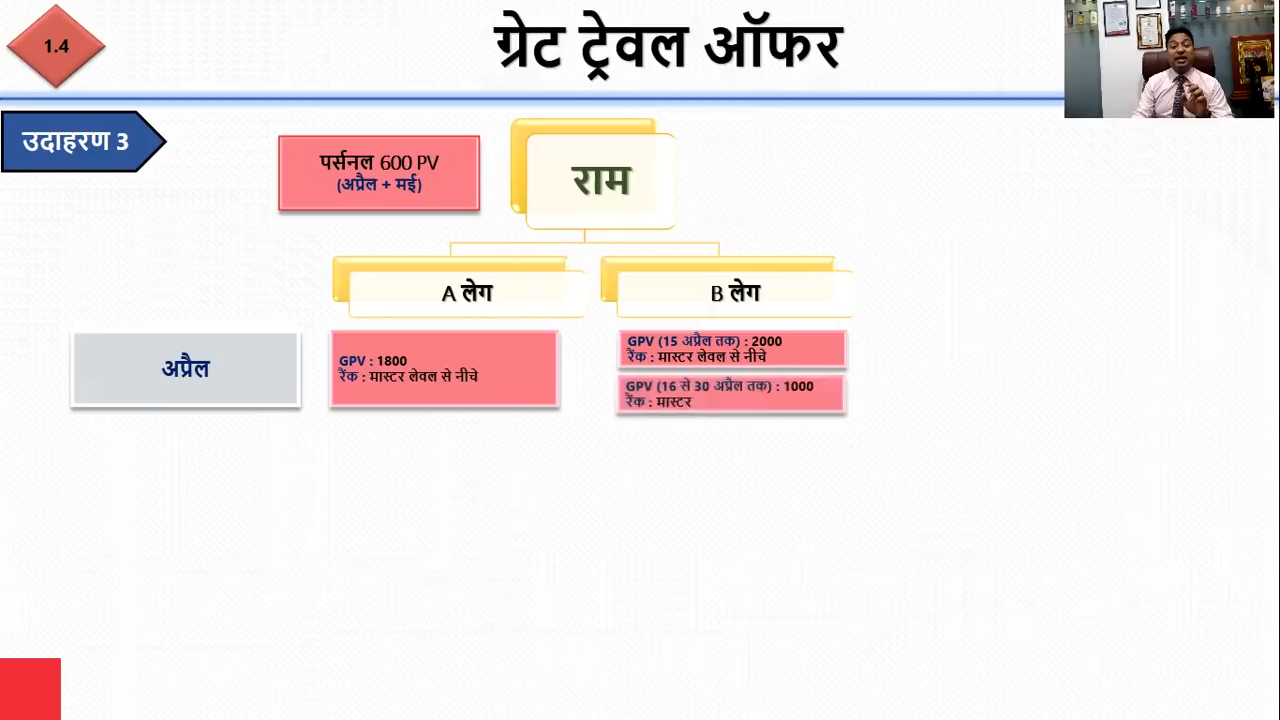 1.4
ग्रेट ट्रेवल ऑफर
उदाहरण 3
पर्सनल 600 PV
(अप्रैल + मई)
राम
A लेग
B लेग
अप्रैल
GPV : 1800
रैंक : मास्टर लेवल से नीचे
GPV (15 अप्रैल तक) : 2000
रैंक : मास्टर लेवल से नीचे
GPV (16 से 30 अप्रैल तक) : 1000
रैंक : मास्टर